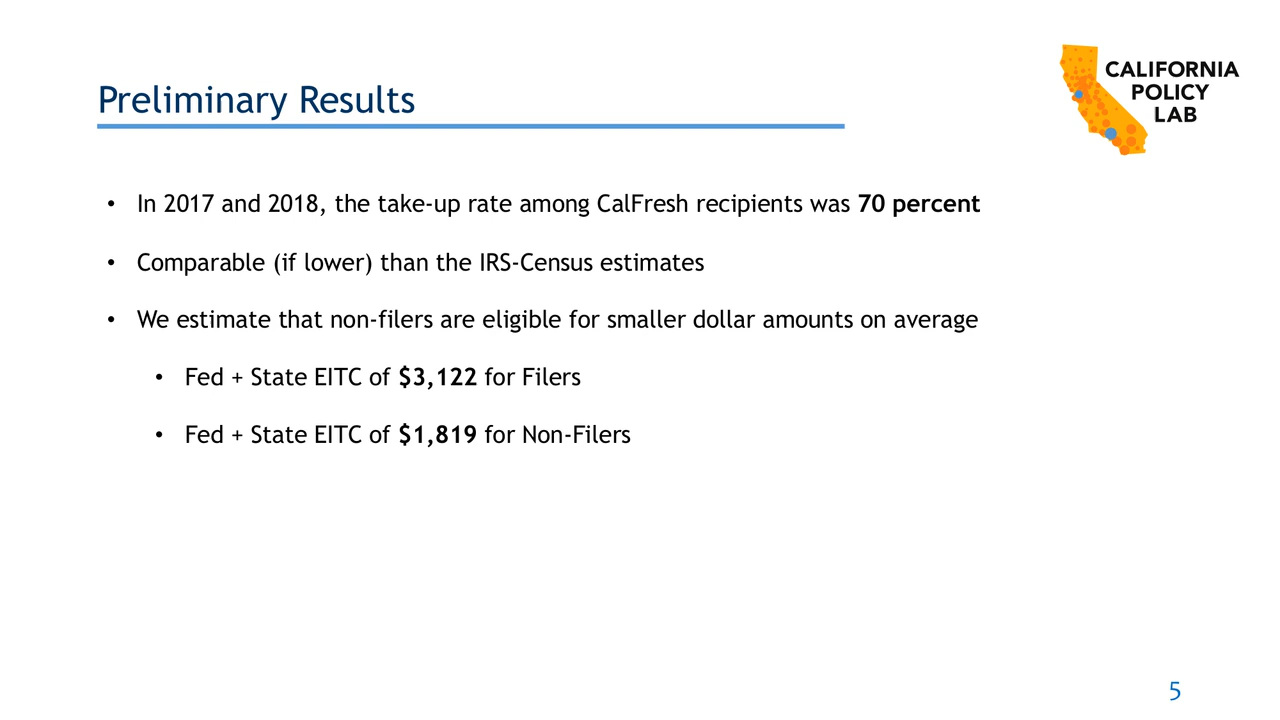 CALIFORNIA
POLICY
LAB
Preliminary Results
• In 2017 and 2018, the take-up rate among CalFresh recipients was 70 percent
• Comparable (if lower) than the IRS-Census estimates
• We estimate that non-filers are eligible for smaller dollar amounts on average
• Fed + State EITC of $3,122 for Filers
• Fed + State EITC of $1,819 for Non-Filers
5